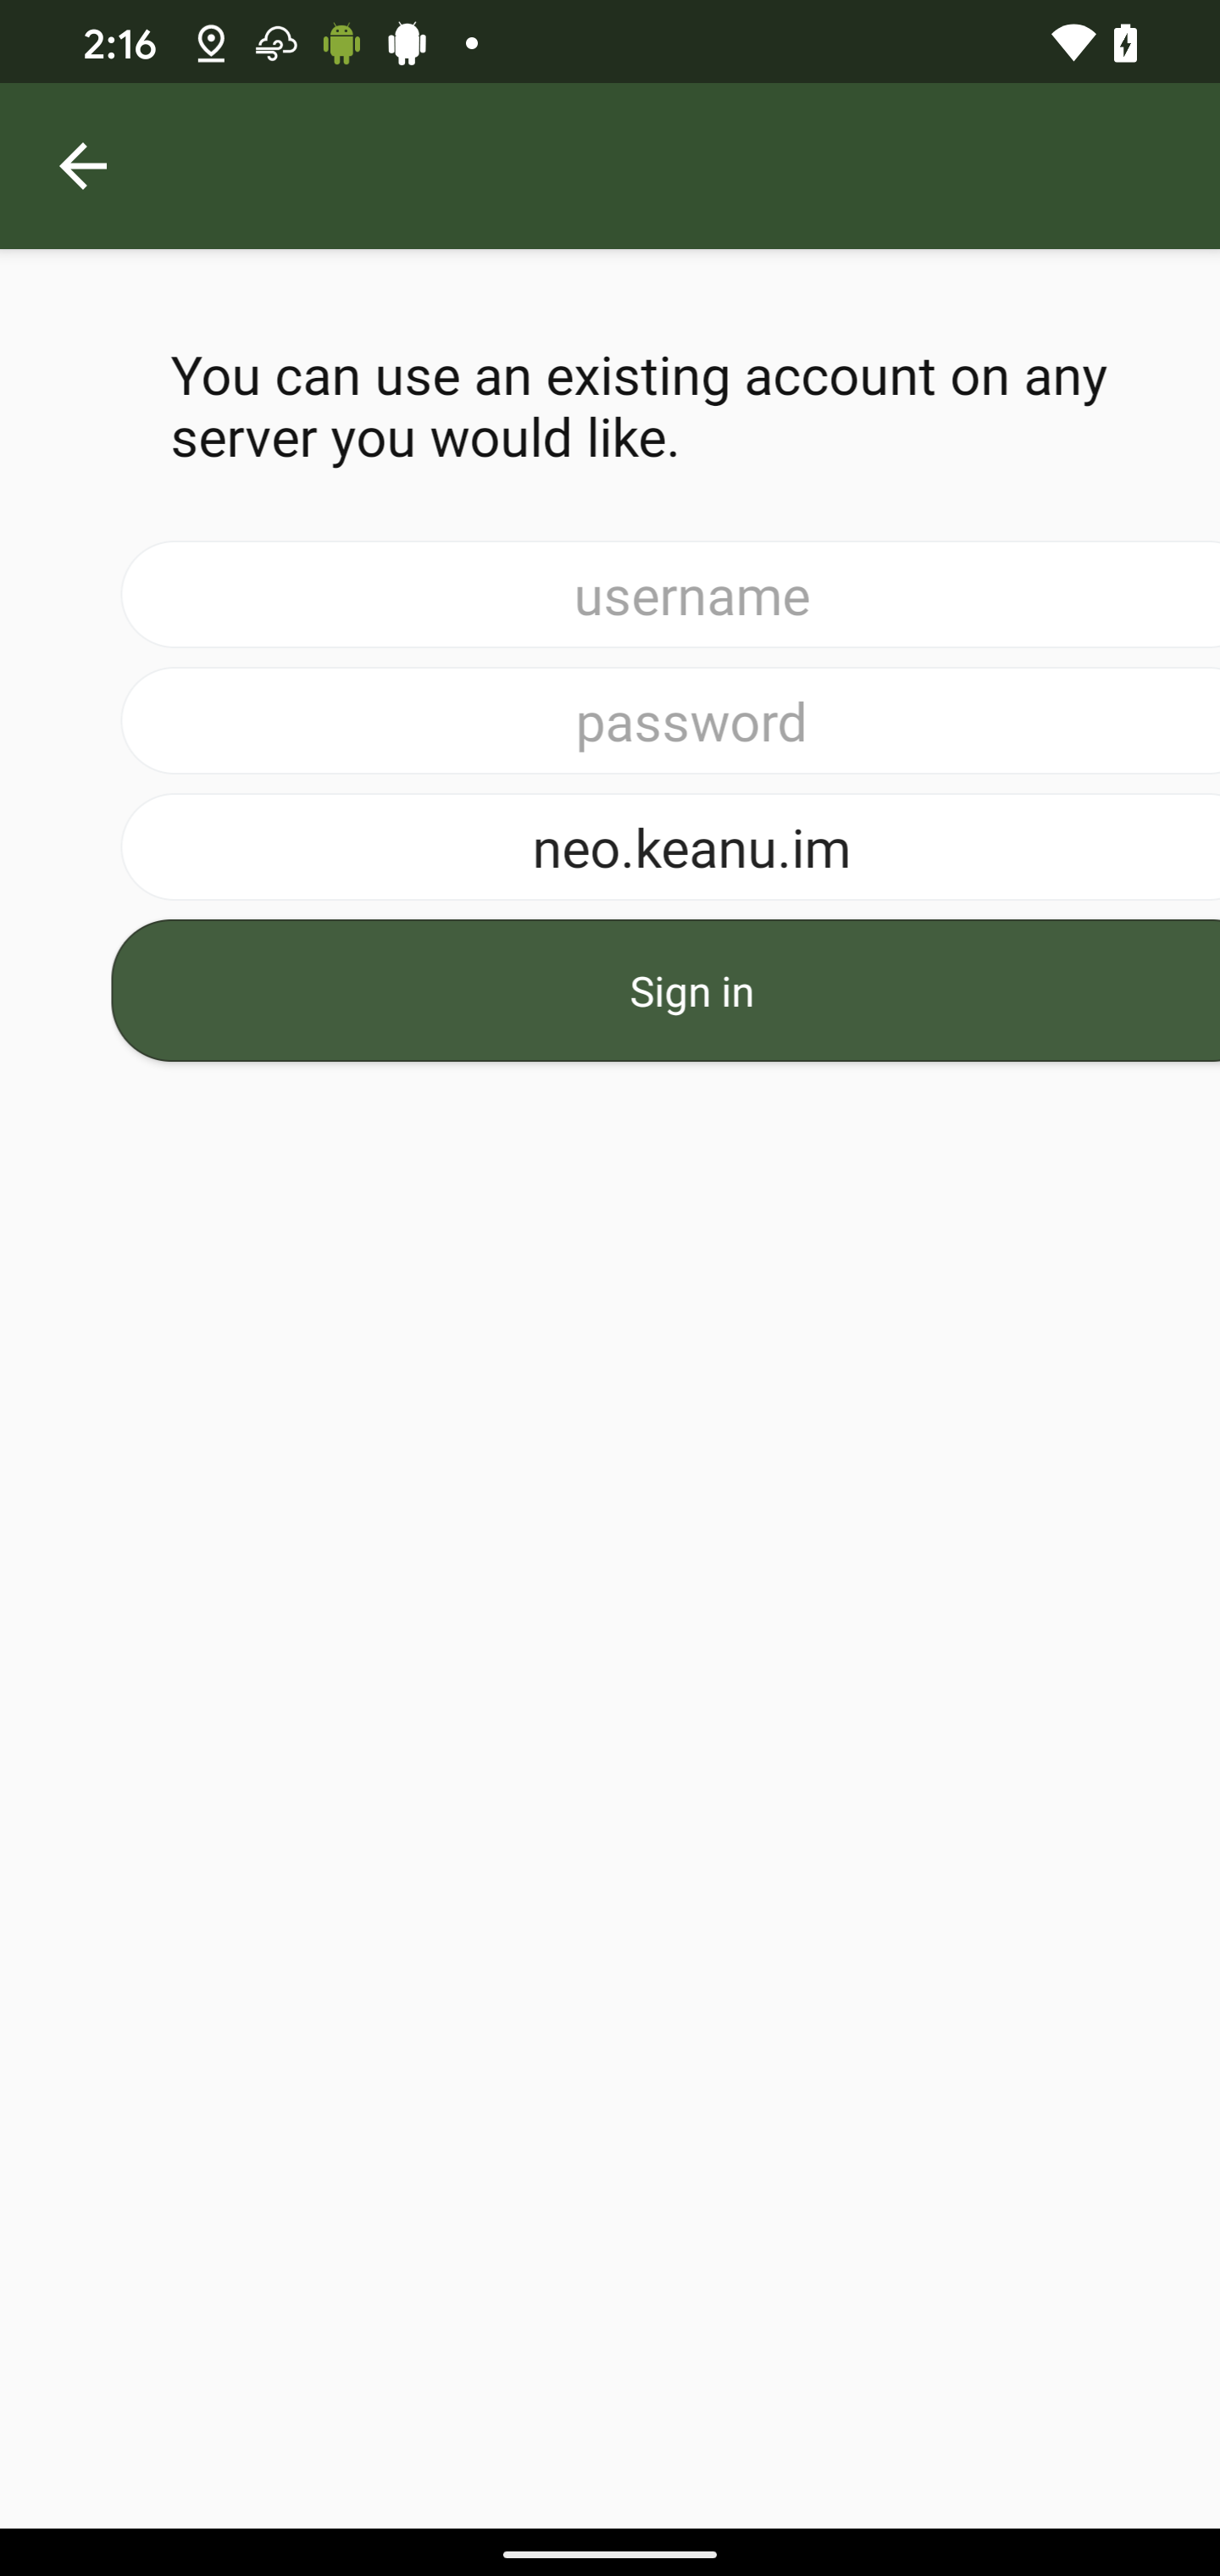 2:16
You can use an existing account on any
server you would like.
username
password
neo.keanu.im
Sign in